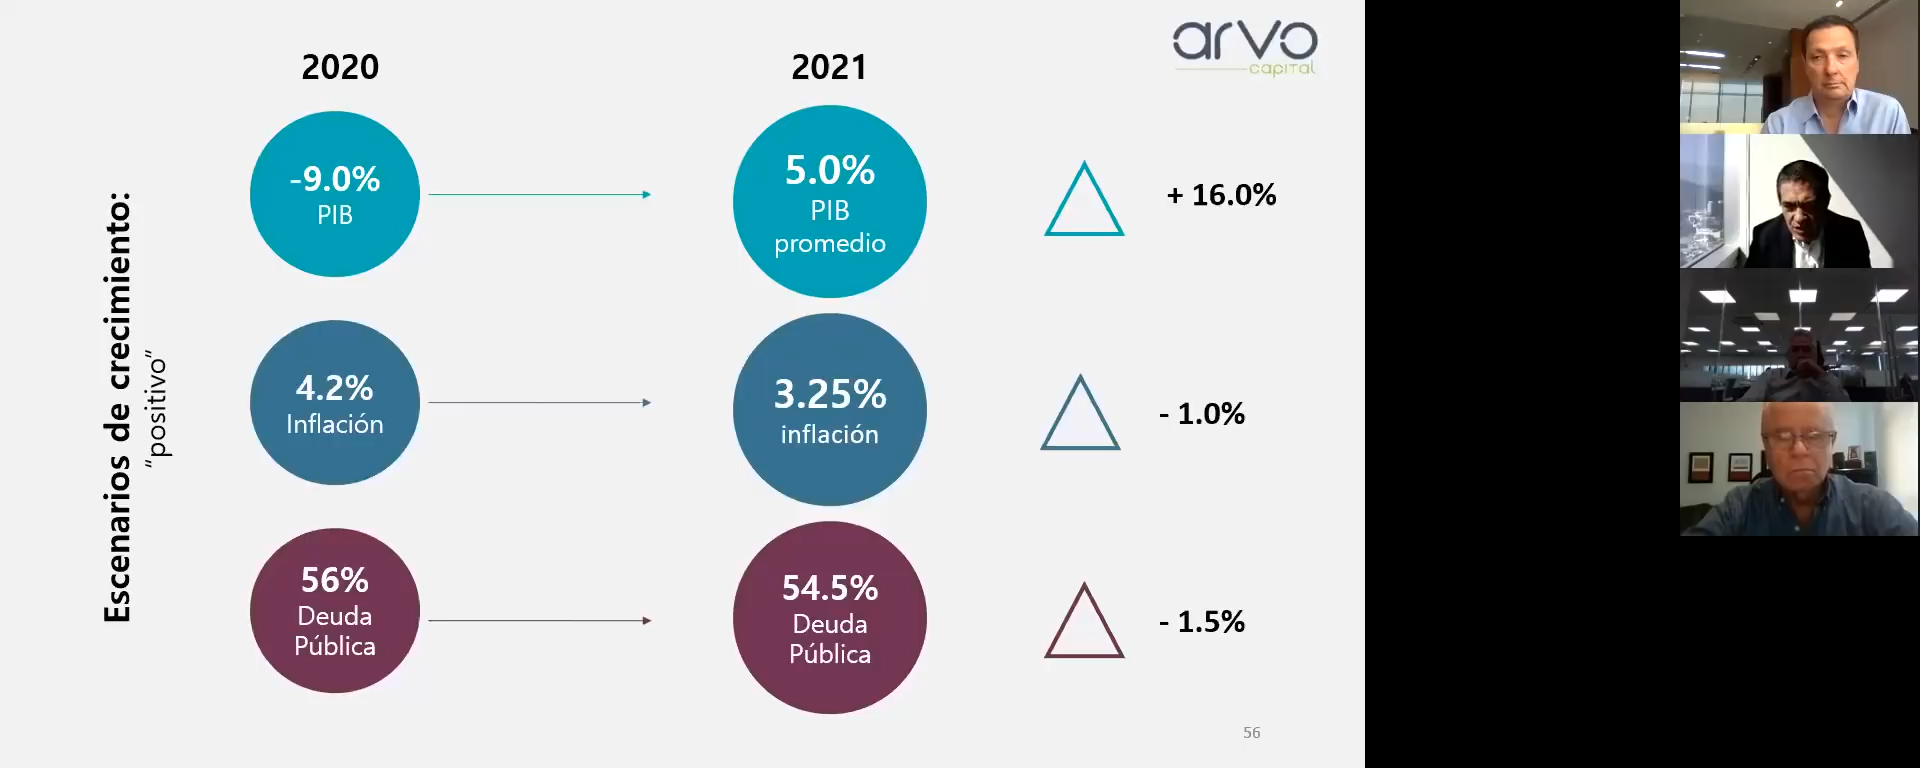 arvo
capital
2020
2021
Escenarios de crecimiento:
"positivo"
-9.0%
PIB
5.0%
PIB
promedio
+ 16.0%
4.2%
Inflación
3.25%
inflación
- 1.0%
56%
Deuda
Pública
54.5%
Deuda
Pública
- 1.5%
56